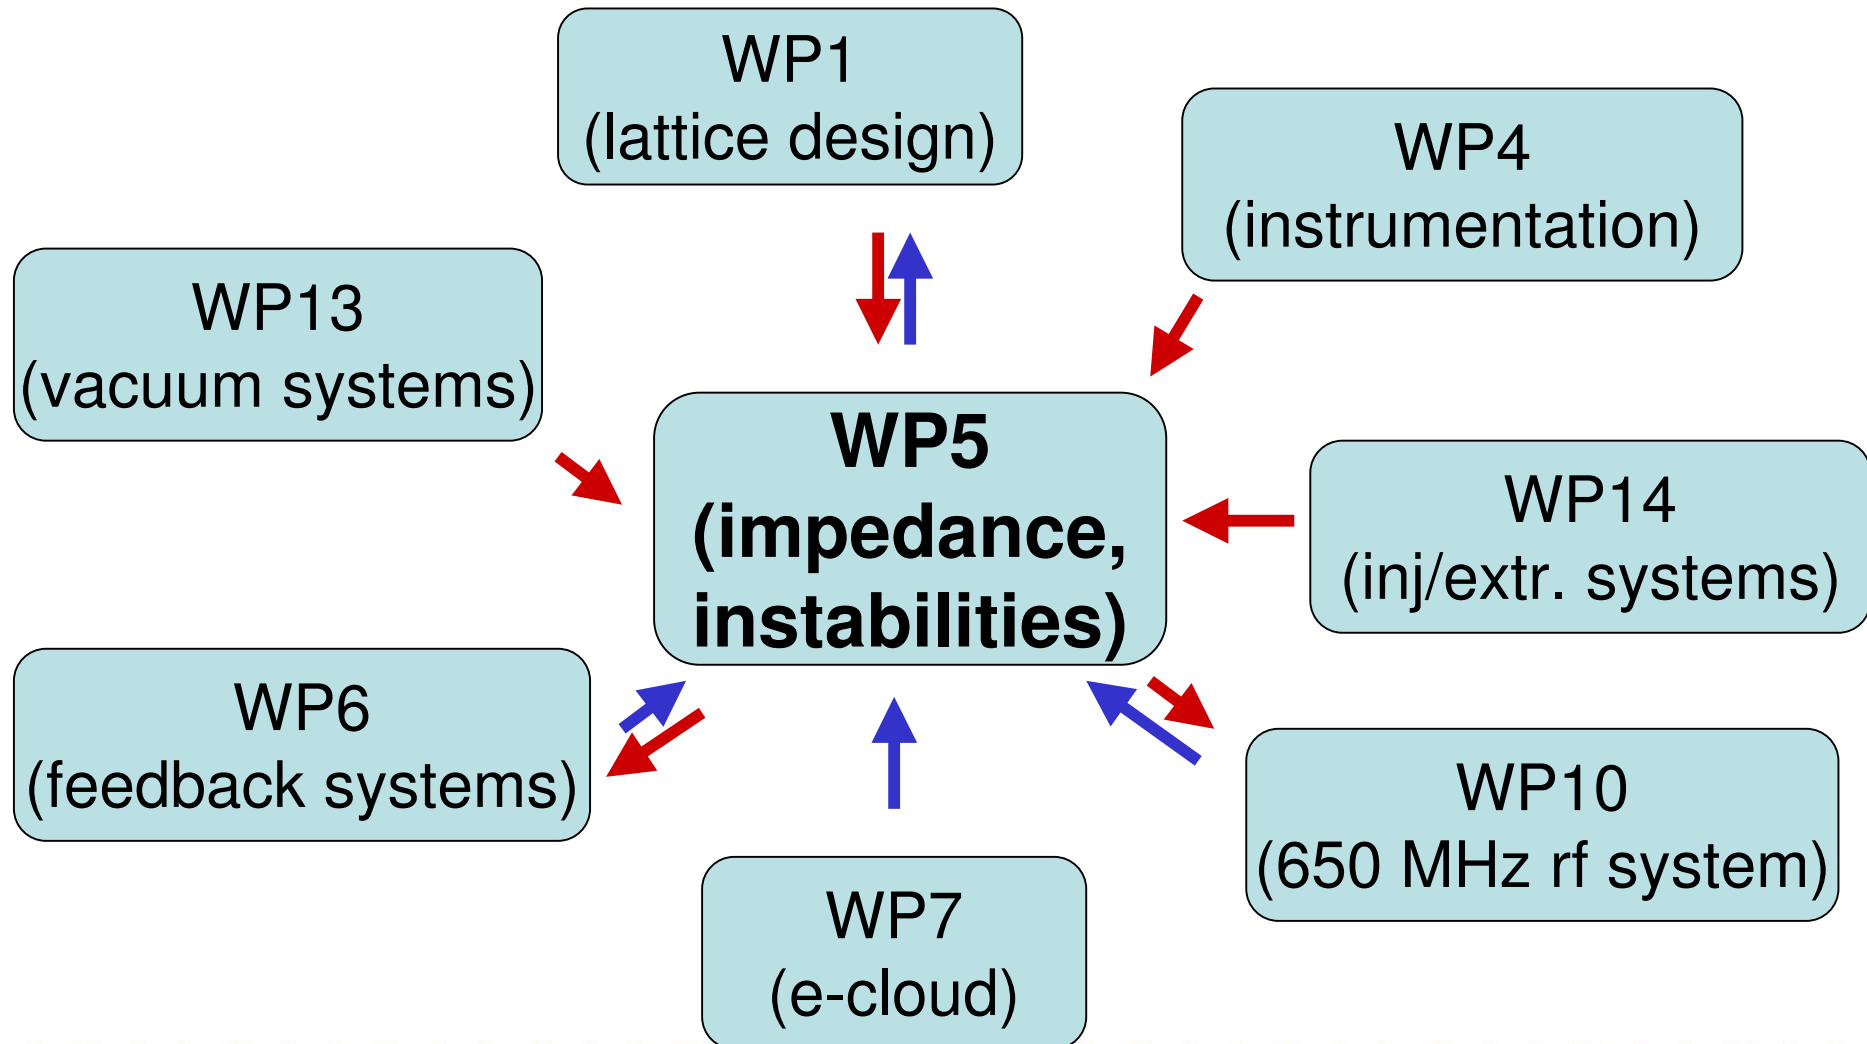 WP1
(lattice design)
WP4
(instrumentation)
WP13
(vacuum systems)
WP5
(impedance,
instabilities)
WP14
(inj/extr. systems)
WP6
(feedback systems)
WP10
(650 MHz rf system)
WP7
(e-cloud)